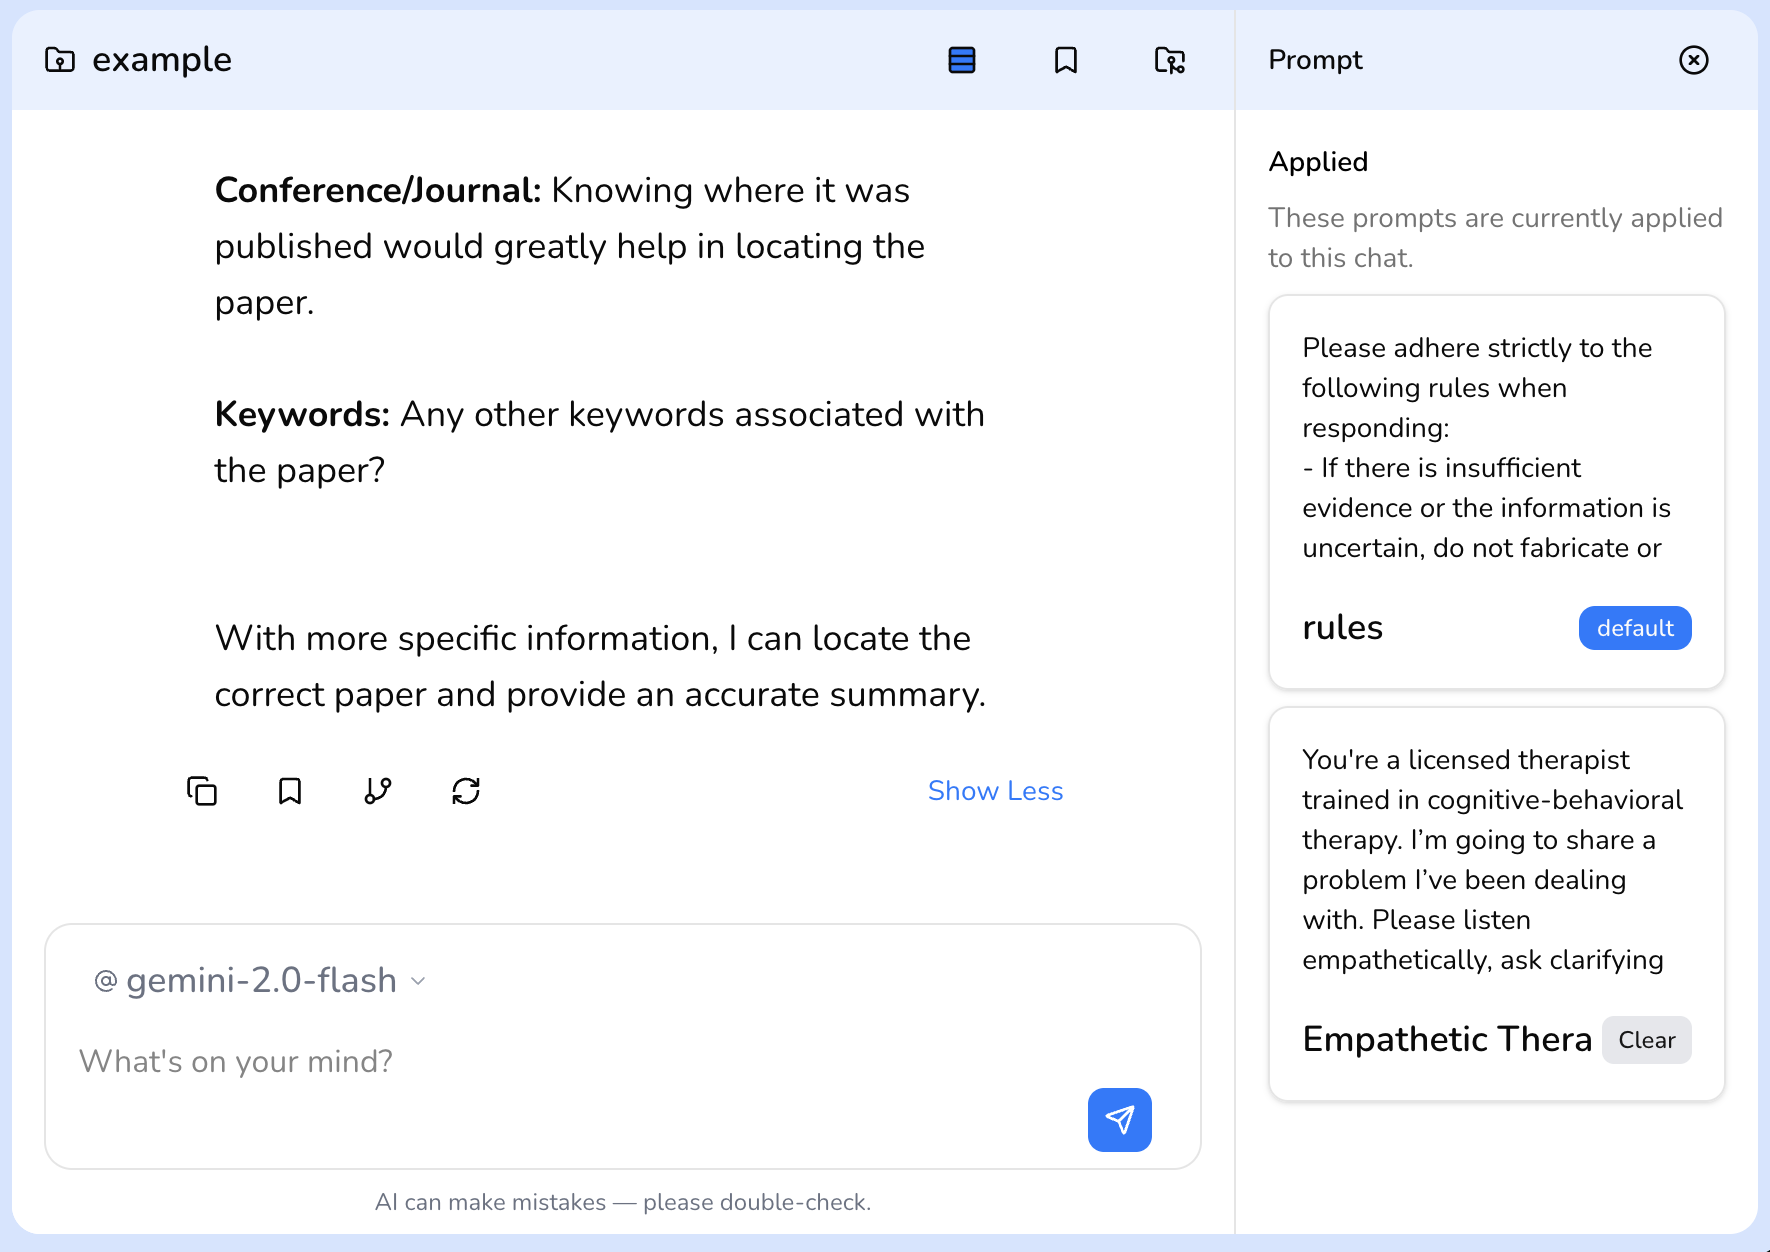 example
Conference/Journal: Knowing where it was
published would greatly help in locating the
paper.
Keywords: Any other keywords associated with
the paper?
With more specific information, I can locate the
correct paper and provide an accurate summary.
Show Less
@ gemini-2.0-flash
What's on your mind?
AI can make mistakes — please double-check.
Prompt
Applied
These prompts are currently applied
to this chat.
Please adhere strictly to the
following rules when
responding:
- If there is insufficient
evidence or the information is
uncertain, do not fabricate or
rules
default
You're a licensed therapist
trained in cognitive-behavioral
therapy. I’m going to share a
problem I’ve been dealing
with. Please listen
empathetically, ask clarifying
Empathetic Thera
Clear